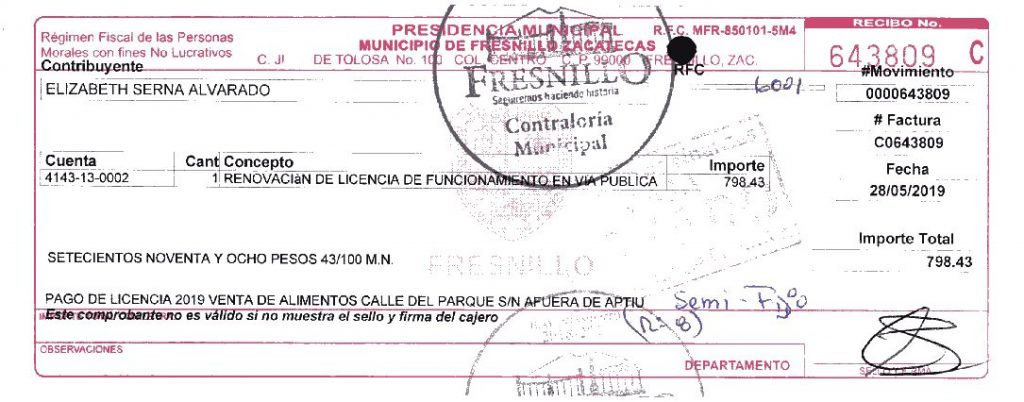 PRESIDENCIA MUNICIPAL
R.F.C. MFR-850101-5M4
RECIBO No.
Régimen Fiscal de las Personas
Morales con fines No Lucrativos
MUNICIPIO DE FRESNILLO ZACATECAS
C. J DE TOLOSA No. 100 COL. CENTRO C.P. 99000 FRESNILLO, ZAC.
643809 C
Contribuyente
RFC
#Movimiento
ELIZABETH SERNA ALVARADO
6001
0000643809
FRESNILLO
Seguiremos haciendo historia
Contraloría
Municipal
# Factura
C0643809
Cuenta Cant Concepto Importe
Fecha
4143-13-0002 1 RENOVACIèN DE LICENCIA DE FUNCIONAMIENTO EN VIA PUBLICA 798.43
28/05/2019
Importe Total
SETECIENTOS NOVENTA Y OCHO PESOS 43/100 M.N.
798.43
FRESNILLO
PAGO DE LICENCIA 2019 VENTA DE ALIMENTOS CALLE DEL PARQUE S/N AFUERA DE APTIU
Semi-Fijo
Este comprobante no es válido si no muestra el sello y firma del cajero
OBSERVACIONES
DEPARTAMENTO